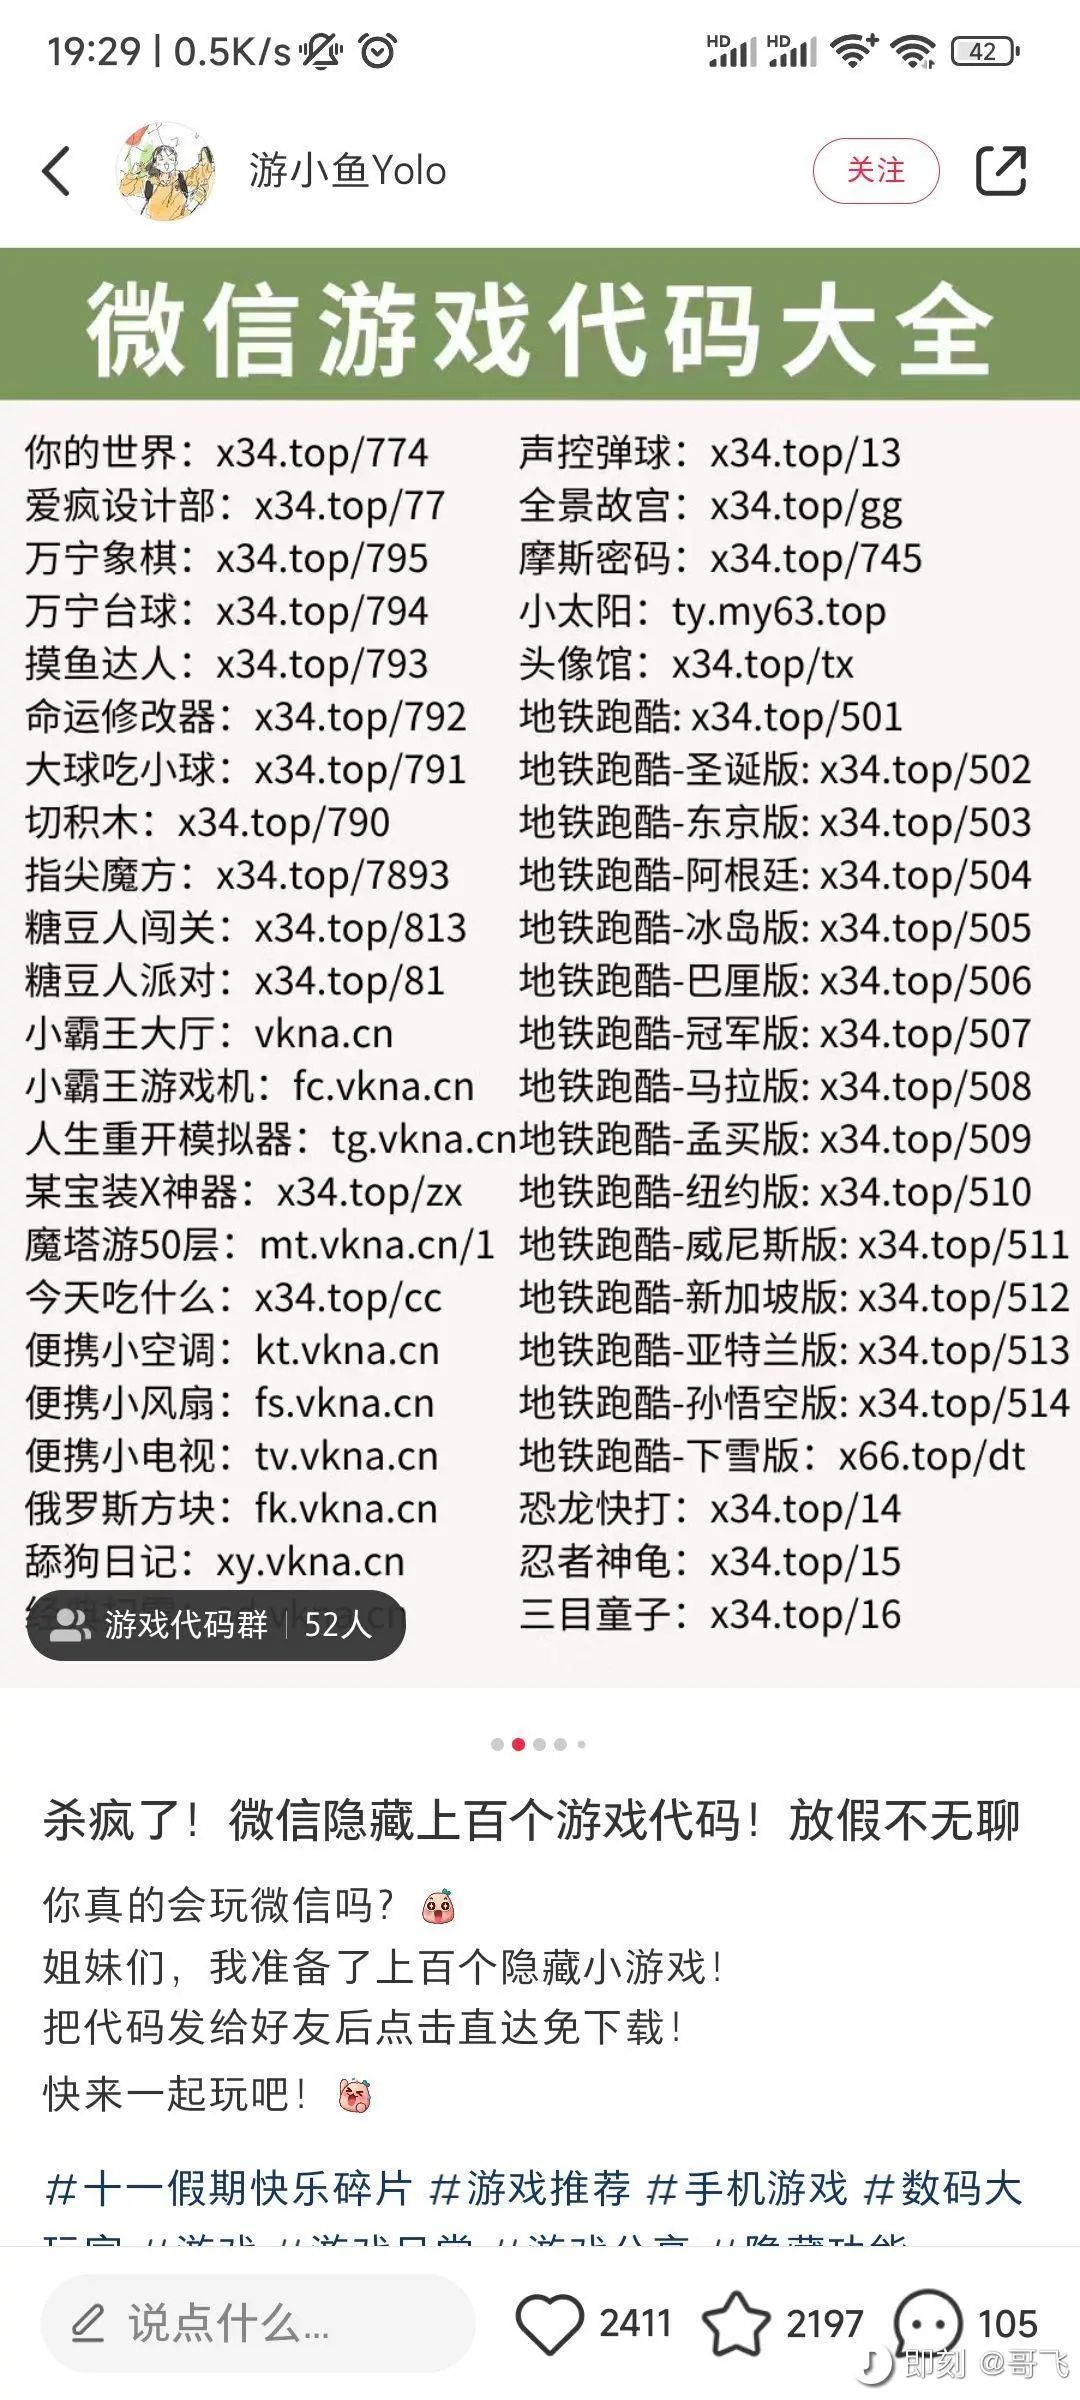 19:29 | 0.5K/s
HD HD 42
游小鱼Yolo
关注
微信游戏代码大全
你的世界：x34.top/774
爱疯设计部：x34.top/77
万宁象棋：x34.top/795
万宁台球：x34.top/794
摸鱼达人：x34.top/793
命运修改器：x34.top/792
大球吃小球：x34.top/791
切积木：x34.top/790
指尖魔方：x34.top/7893
糖豆人闯关：x34.top/813
糖豆人派对：x34.top/81
小霸王大厅：vkna.cn
小霸王游戏机：fc.vkna.cn
人生重开模拟器：tg.vkna.cn
某宝装X神器：x34.top/zx
魔塔游50层：mt.vkna.cn/1
今天吃什么：x34.top/cc
便携小空调：kt.vkna.cn
便携小风扇：fs.vkna.cn
便携小电视：tv.vkna.cn
俄罗斯方块：fk.vkna.cn
舔狗日记：xy.vkna.cn
声控弹球：x34.top/13
全景故宫：x34.top/gg
摩斯密码：x34.top/745
小太阳：ty.my63.top
头像馆：x34.top/tx
地铁跑酷: x34.top/501
地铁跑酷-圣诞版: x34.top/502
地铁跑酷-东京版: x34.top/503
地铁跑酷-阿根廷: x34.top/504
地铁跑酷-冰岛版: x34.top/505
地铁跑酷-巴厘版: x34.top/506
地铁跑酷-冠军版: x34.top/507
地铁跑酷-马拉版: x34.top/508
地铁跑酷-孟买版: x34.top/509
地铁跑酷-纽约版: x34.top/510
地铁跑酷-威尼斯版: x34.top/511
地铁跑酷-新加坡版: x34.top/512
地铁跑酷-亚特兰版: x34.top/513
地铁跑酷-孙悟空版: x34.top/514
地铁跑酷-下雪版：x66.top/dt
恐龙快打：x34.top/14
忍者神龟：x34.top/15
三目童子：x34.top/16
游戏代码群 | 52人
杀疯了！微信隐藏上百个游戏代码！放假不无聊
你真的会玩微信吗？
姐妹们，我准备了上百个隐藏小游戏！
把代码发给好友后点击直达免下载！
快来一起玩吧！
#十一假期快乐碎片 #游戏推荐 #手机游戏 #数码大
玩家 #游戏 #游戏日常 #游戏分享 #隐藏功能
说点什么...
2411
2197
105
即刻 @哥飞